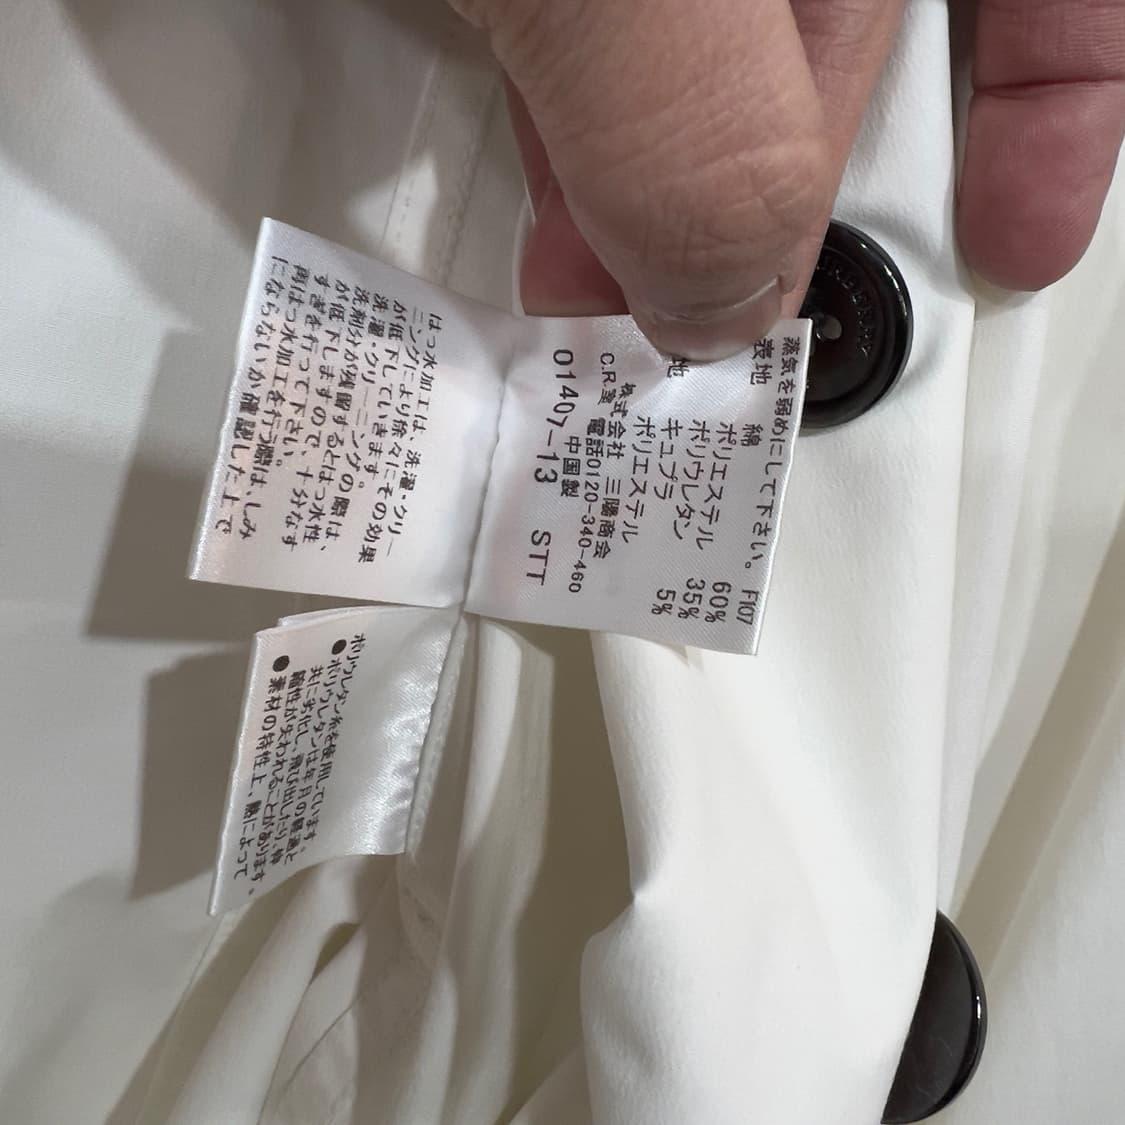 蒸気を弱めにして下さい。 F107
表地 綿 60%
ポリエステル 35%
ポリウレタン 5%
地 キュプラ
ポリエステル
株式会社 三陽商会
C.R.室 電話0120-340-460
中国製
01407-13 STT
はっ水加工は、洗濯・クリー
ニングにより徐々にその効果
が低下していきます。
洗濯・クリーニングの際は、
洗剤分が残留するとはっ水性
が低下しますので、十分なす
すぎを行って下さい。
再はっ水加工を行う際は、しみ
にならないか確認した上で
ポリウレタン糸を使用しています。
●ポリウレタンは年月の経過と
共に劣化し、飛び出したり、伸
縮性が失われることがあります。
●素材の特性上、熱によって
BURBERRY